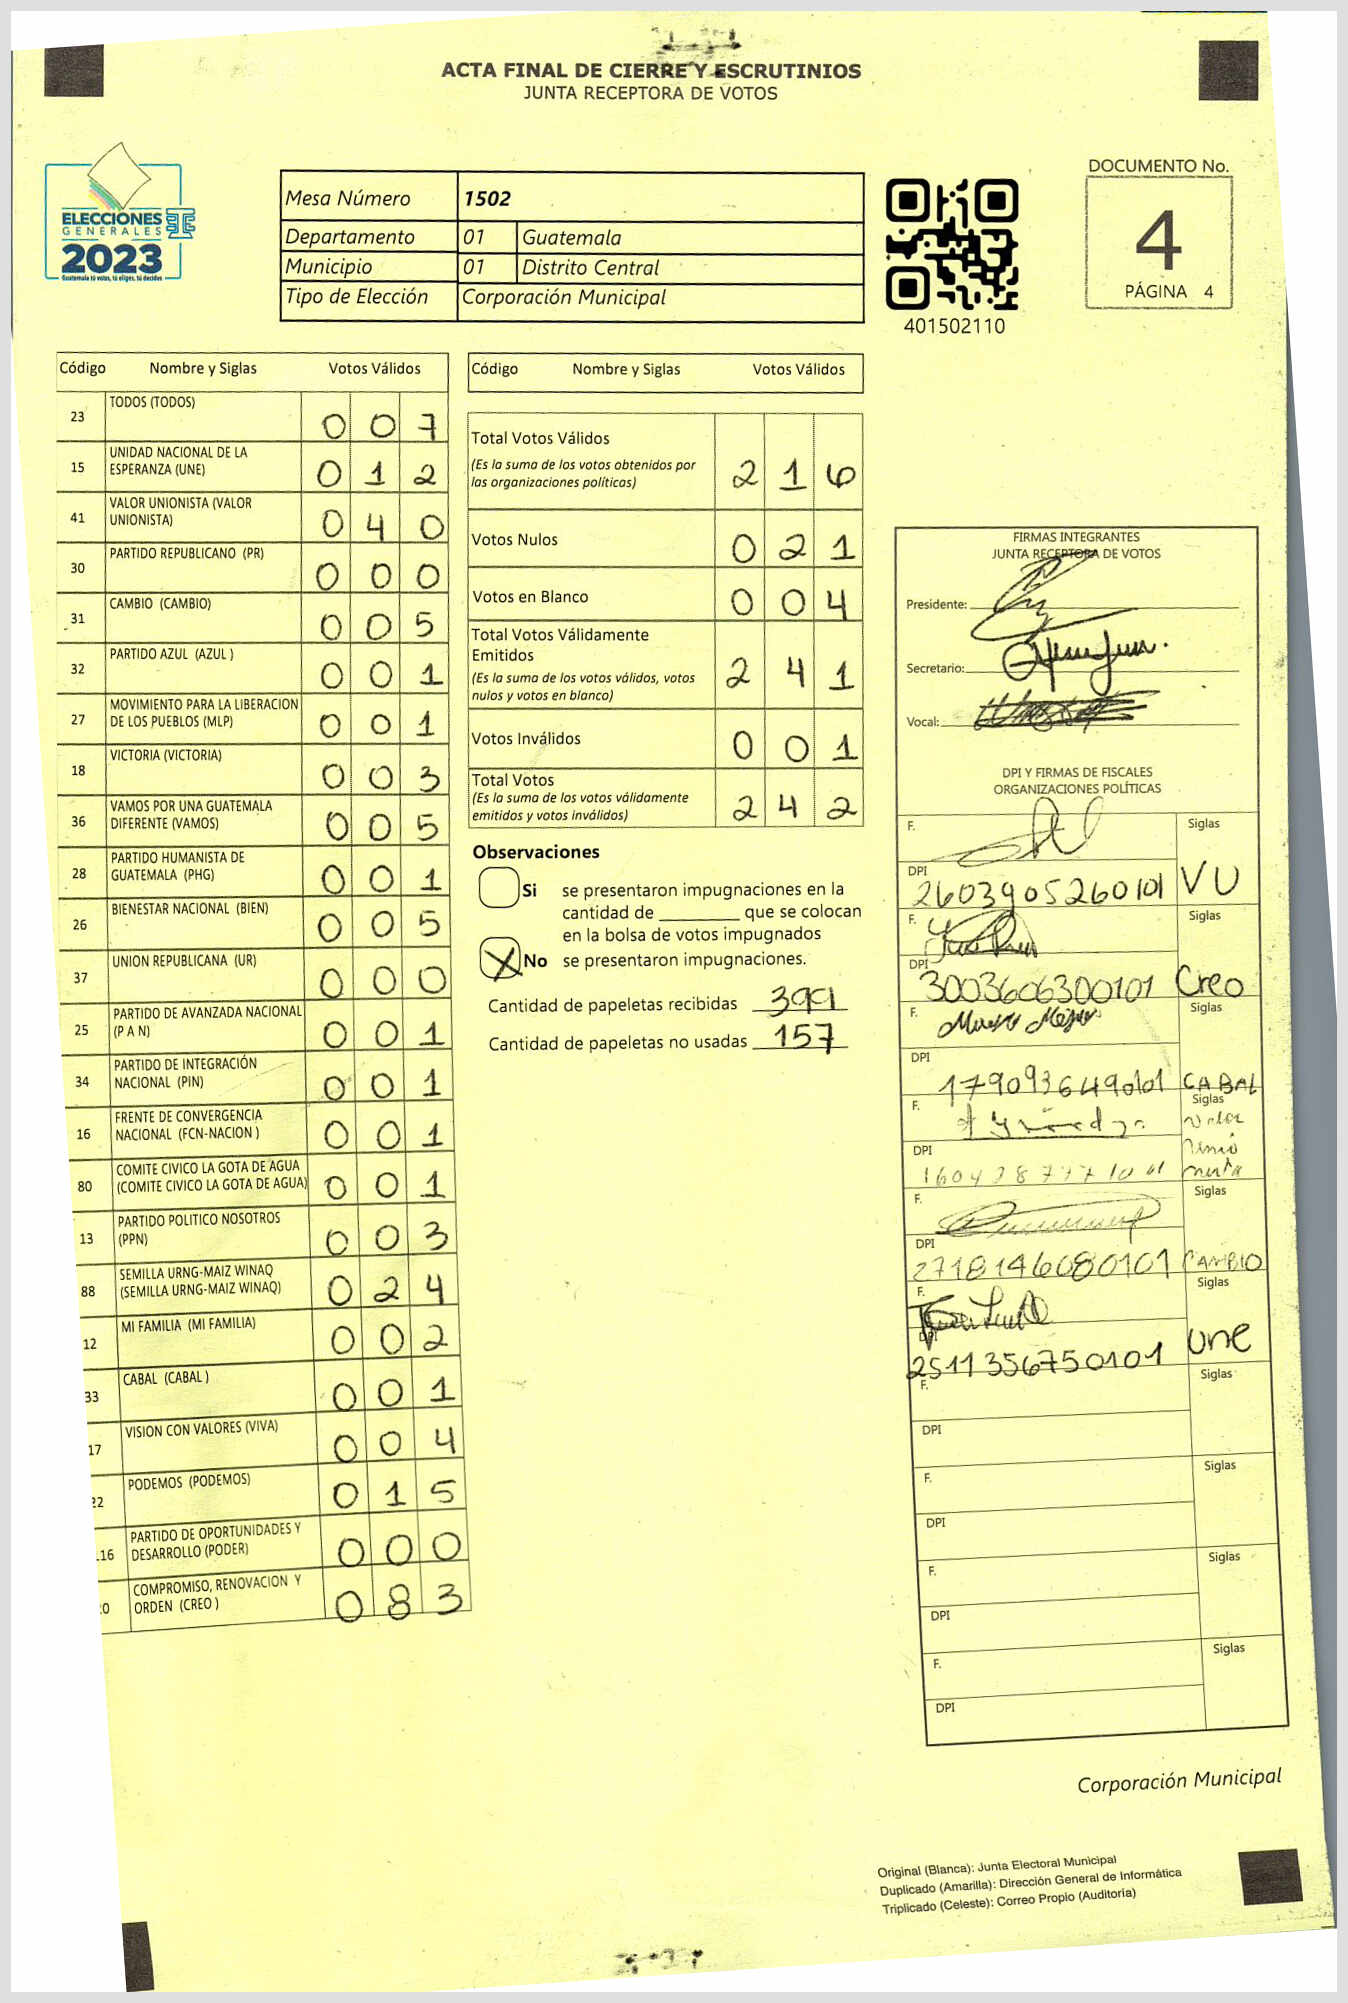 ACTA FINAL DE CIERRE Y ESCRUTINIOS
JUNTA RECEPTORA DE VOTOS
ELECCIONES
GENERALES
2023
Guatemala tú votas, tú eliges, tú decides
Mesa Número 1502
Departamento 01 Guatemala
Municipio 01 Distrito Central
Tipo de Elección Corporación Municipal
401502110
DOCUMENTO No.
4
PÁGINA 4
Código Nombre y Siglas Votos Válidos
23 TODOS (TODOS) 0 0 7
15 UNIDAD NACIONAL DE LA
ESPERANZA (UNE) 0 1 2
41 VALOR UNIONISTA (VALOR
UNIONISTA) 0 4 0
30 PARTIDO REPUBLICANO (PR) 0 0 0
31 CAMBIO (CAMBIO) 0 0 5
32 PARTIDO AZUL (AZUL ) 0 0 1
27 MOVIMIENTO PARA LA LIBERACION
DE LOS PUEBLOS (MLP) 0 0 1
18 VICTORIA (VICTORIA) 0 0 3
36 VAMOS POR UNA GUATEMALA
DIFERENTE (VAMOS) 0 0 5
28 PARTIDO HUMANISTA DE
GUATEMALA (PHG) 0 0 1
26 BIENESTAR NACIONAL (BIEN) 0 0 5
37 UNION REPUBLICANA (UR) 0 0 0
25 PARTIDO DE AVANZADA NACIONAL
(P A N) 0 0 1
34 PARTIDO DE INTEGRACIÓN
NACIONAL (PIN) 0 0 1
16 FRENTE DE CONVERGENCIA
NACIONAL (FCN-NACION ) 0 0 1
80 COMITE CIVICO LA GOTA DE AGUA
(COMITE CIVICO LA GOTA DE AGUA) 0 0 1
13 PARTIDO POLITICO NOSOTROS
(PPN) 0 0 3
88 SEMILLA URNG-MAIZ WINAQ
(SEMILLA URNG-MAIZ WINAQ) 0 2 4
12 MI FAMILIA (MI FAMILIA) 0 0 2
33 CABAL (CABAL ) 0 0 1
17 VISION CON VALORES (VIVA) 0 0 4
22 PODEMOS (PODEMOS) 0 1 5
16 PARTIDO DE OPORTUNIDADES Y
DESARROLLO (PODER) 0 0 0
0 COMPROMISO, RENOVACION Y
ORDEN (CREO ) 0 8 3
Código Nombre y Siglas Votos Válidos
Total Votos Válidos
(Es la suma de los votos obtenidos por
las organizaciones políticas) 2 1 6
Votos Nulos 0 2 1
Votos en Blanco 0 0 4
Total Votos Válidamente
Emitidos
(Es la suma de los votos válidos, votos
nulos y votos en blanco) 2 4 1
Votos Inválidos 0 0 1
Total Votos
(Es la suma de los votos válidamente
emitidos y votos inválidos) 2 4 2
Observaciones
Si se presentaron impugnaciones en la
cantidad de ________ que se colocan
en la bolsa de votos impugnados
X No se presentaron impugnaciones.
Cantidad de papeletas recibidas 399
Cantidad de papeletas no usadas 157
FIRMAS INTEGRANTES
JUNTA RECEPTORA DE VOTOS
Presidente:
Secretario:
Vocal:
DPI Y FIRMAS DE FISCALES
ORGANIZACIONES POLÍTICAS
F. Siglas
DPI 2603905260101 VU
F. Siglas
DPI 3003606300101 Creo
F. Siglas
DPI 1790936490101 CABAL
F. Siglas
Valor
Unio
nista
DPI
F. Siglas
DPI 2718146080101 CAMBIO
F. Siglas
DPI 2511356750101 une
F. Siglas
DPI
F. Siglas
DPI
F. Siglas
DPI
F. Siglas
DPI
Corporación Municipal
Original (Blanca): Junta Electoral Municipal
Duplicado (Amarilla): Dirección General de Informática
Triplicado (Celeste): Correo Propio (Auditoría)